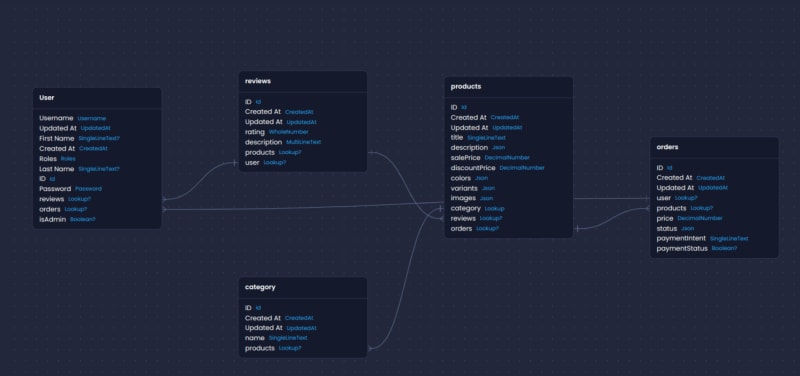 User
Username Username
Updated At UpdatedAt
First Name SingleLineText?
Created At CreatedAt
Roles Roles
Last Name SingleLineText?
ID Id
Password Password
reviews Lookup?
orders Lookup?
isAdmin Boolean?
reviews
ID Id
Created At CreatedAt
Updated At UpdatedAt
rating WholeNumber
description MultiLineText
products Lookup?
user Lookup?
category
ID Id
Created At CreatedAt
Updated At UpdatedAt
name SingleLineText
products Lookup?
products
ID Id
Created At CreatedAt
Updated At UpdatedAt
title SingleLineText
description Json
salePrice DecimalNumber
discountPrice DecimalNumber
colors Json
variants Json
images Json
category Lookup
reviews Lookup?
orders Lookup?
orders
ID Id
Created At CreatedAt
Updated At UpdatedAt
user Lookup?
products Lookup?
price DecimalNumber
status Json
paymentIntent SingleLineText
paymentStatus Boolean?